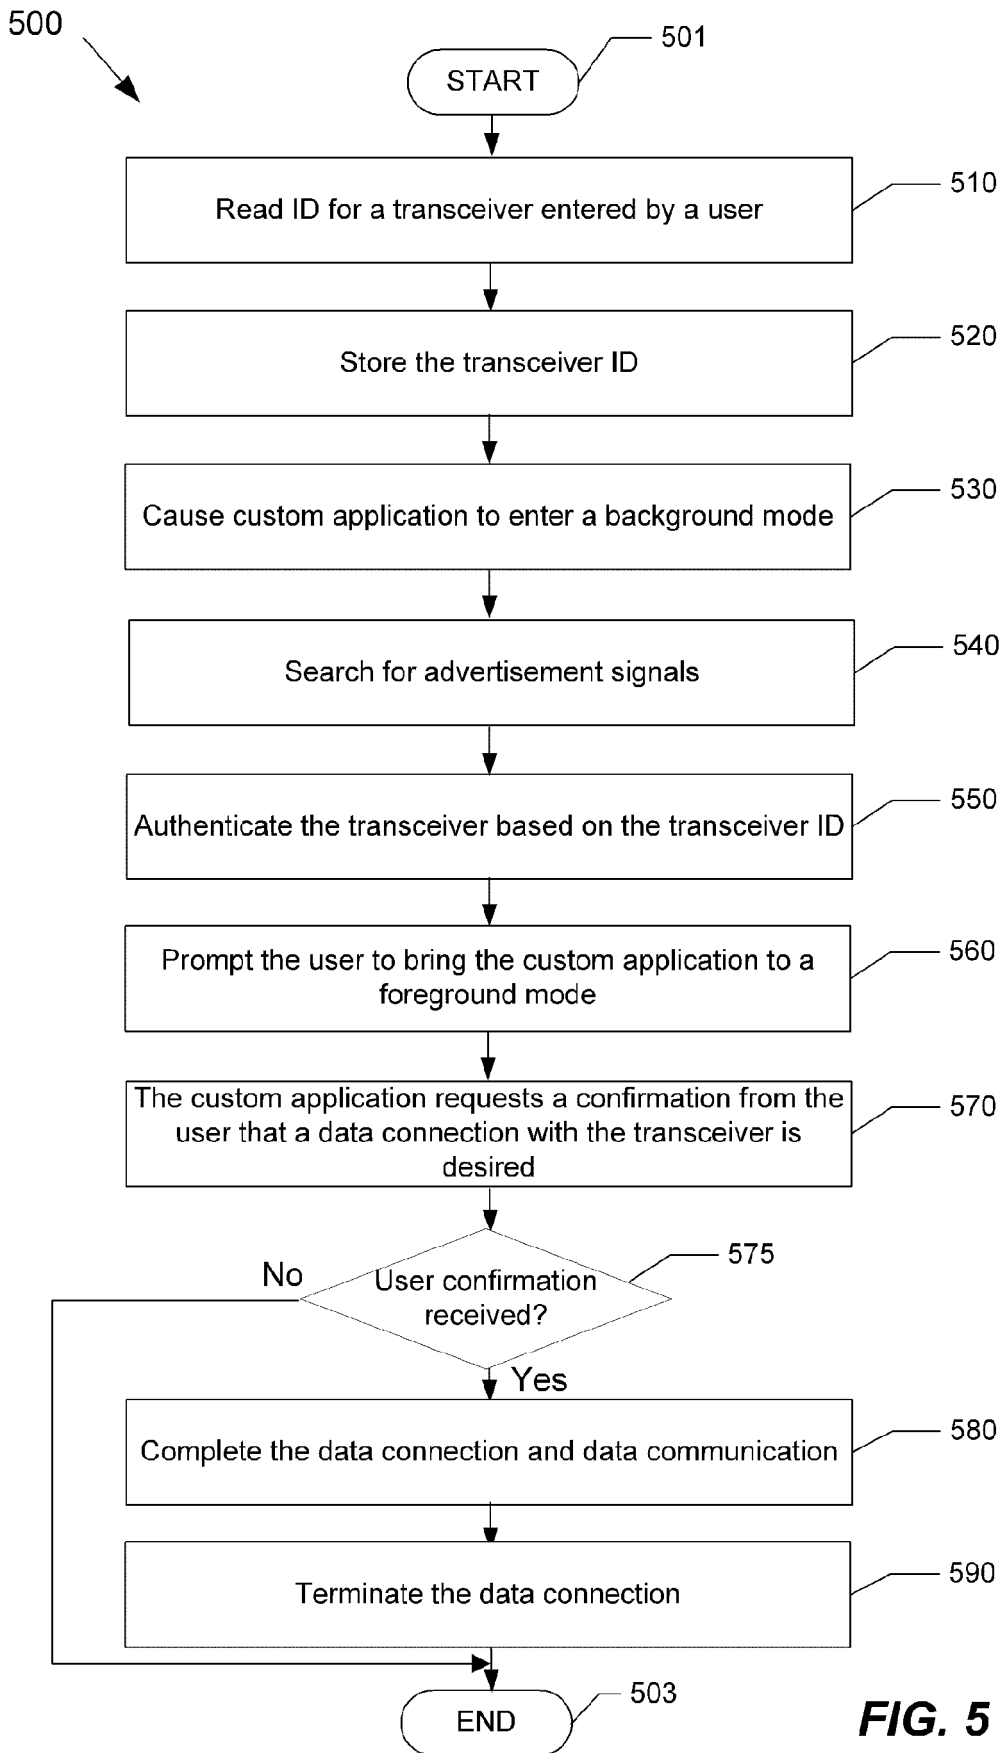 500
501
START
510
Read ID for a transceiver entered by a user
520
Store the transceiver ID
530
Cause custom application to enter a background mode
540
Search for advertisement signals
550
Authenticate the transceiver based on the transceiver ID
560
Prompt the user to bring the custom application to a
foreground mode
570
The custom application requests a confirmation from the
user that a data connection with the transceiver is
desired
575
No
User confirmation
received?
Yes
580
Complete the data connection and data communication
590
Terminate the data connection
503
END
FIG. 5